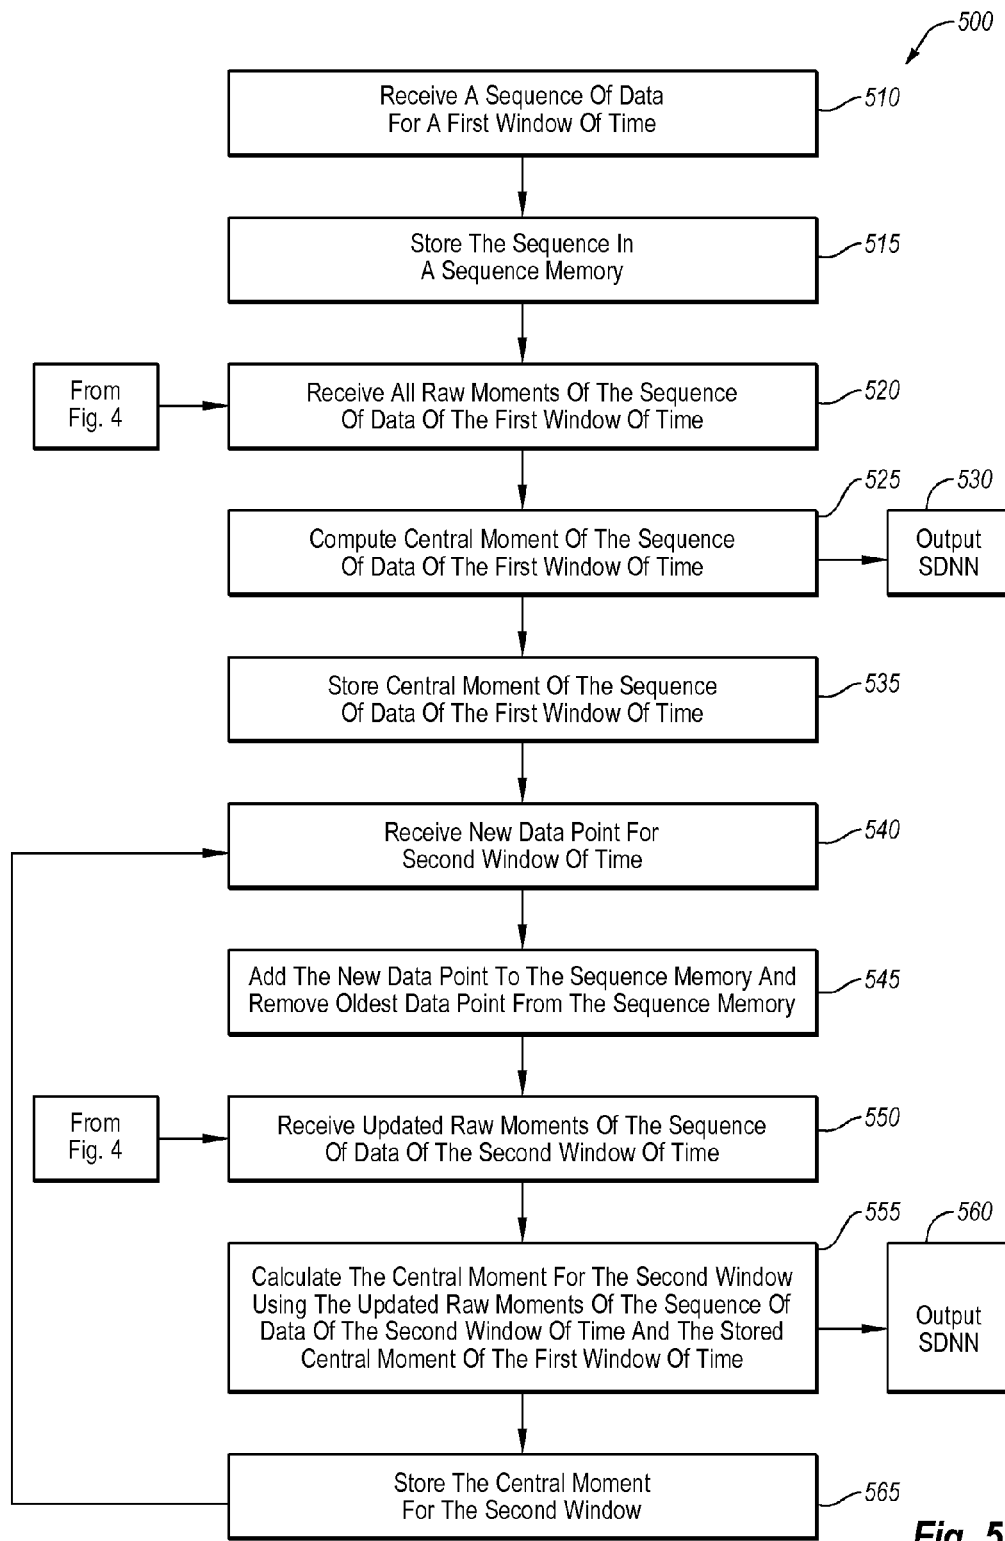 500
Receive A Sequence Of Data
For A First Window Of Time
510
Store The Sequence In
A Sequence Memory
515
From
Fig. 4
Receive All Raw Moments Of The Sequence
Of Data Of The First Window Of Time
520
Compute Central Moment Of The Sequence
Of Data Of The First Window Of Time
525
Output
SDNN
530
Store Central Moment Of The Sequence
Of Data Of The First Window Of Time
535
Receive New Data Point For
Second Window Of Time
540
Add The New Data Point To The Sequence Memory And
Remove Oldest Data Point From The Sequence Memory
545
From
Fig. 4
Receive Updated Raw Moments Of The Sequence
Of Data Of The Second Window Of Time
550
Calculate The Central Moment For The Second Window
Using The Updated Raw Moments Of The Sequence Of
Data Of The Second Window Of Time And The Stored
Central Moment Of The First Window Of Time
555
Output
SDNN
560
Store The Central Moment
For The Second Window
565
Fig. 5